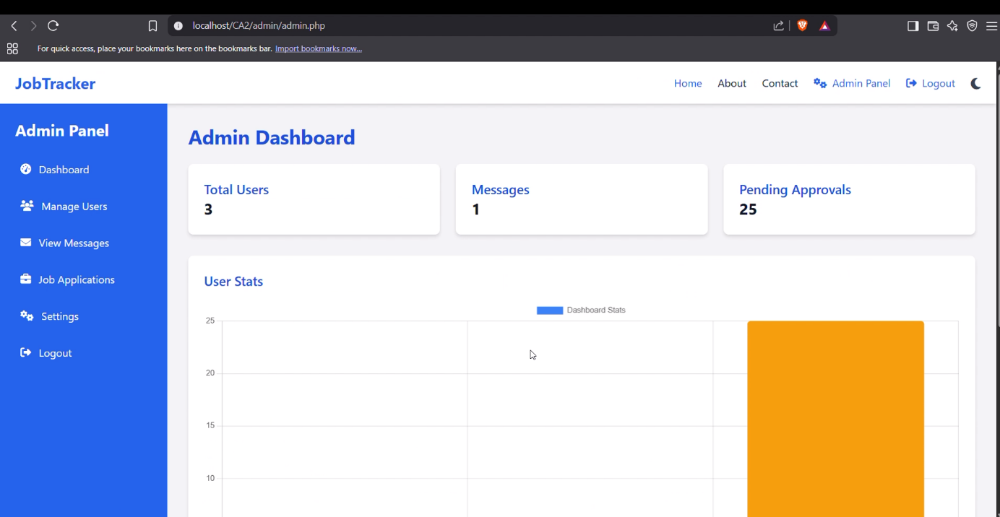 localhost/CA2/admin/admin.php
For quick access, place your bookmarks here on the bookmarks bar. Import bookmarks now...
JobTracker
Home About Contact Admin Panel Logout
Admin Panel
Dashboard
Manage Users
View Messages
Job Applications
Settings
Logout
Admin Dashboard
Total Users
3
Messages
1
Pending Approvals
25
User Stats
Dashboard Stats
25
20
15
10